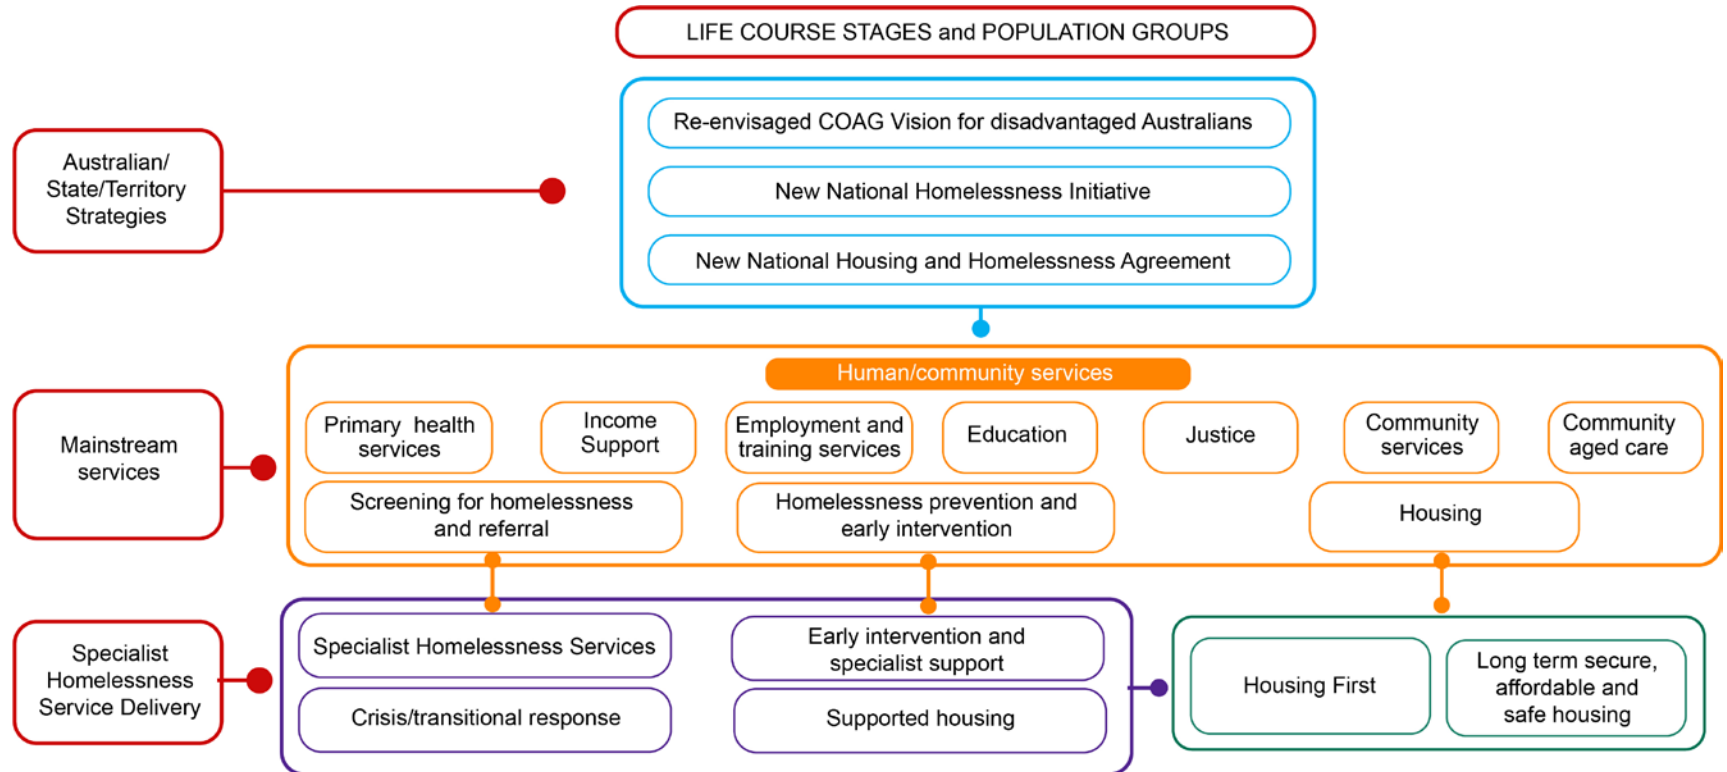 LIFE COURSE STAGES and POPULATION GROUPS
Australian/
State/Territory
Strategies
Re-envisaged COAG Vision for disadvantaged Australians
New National Homelessness Initiative
New National Housing and Homelessness Agreement
Mainstream
services
Human/community services
Primary health
services
Income
Support
Employment and
training services
Education
Justice
Community
services
Community
aged care
Screening for homelessness
and referral
Homelessness prevention and
early intervention
Housing
Specialist
Homelessness
Service Delivery
Specialist Homelessness Services
Early intervention and
specialist support
Crisis/transitional response
Supported housing
Housing First
Long term secure,
affordable and
safe housing